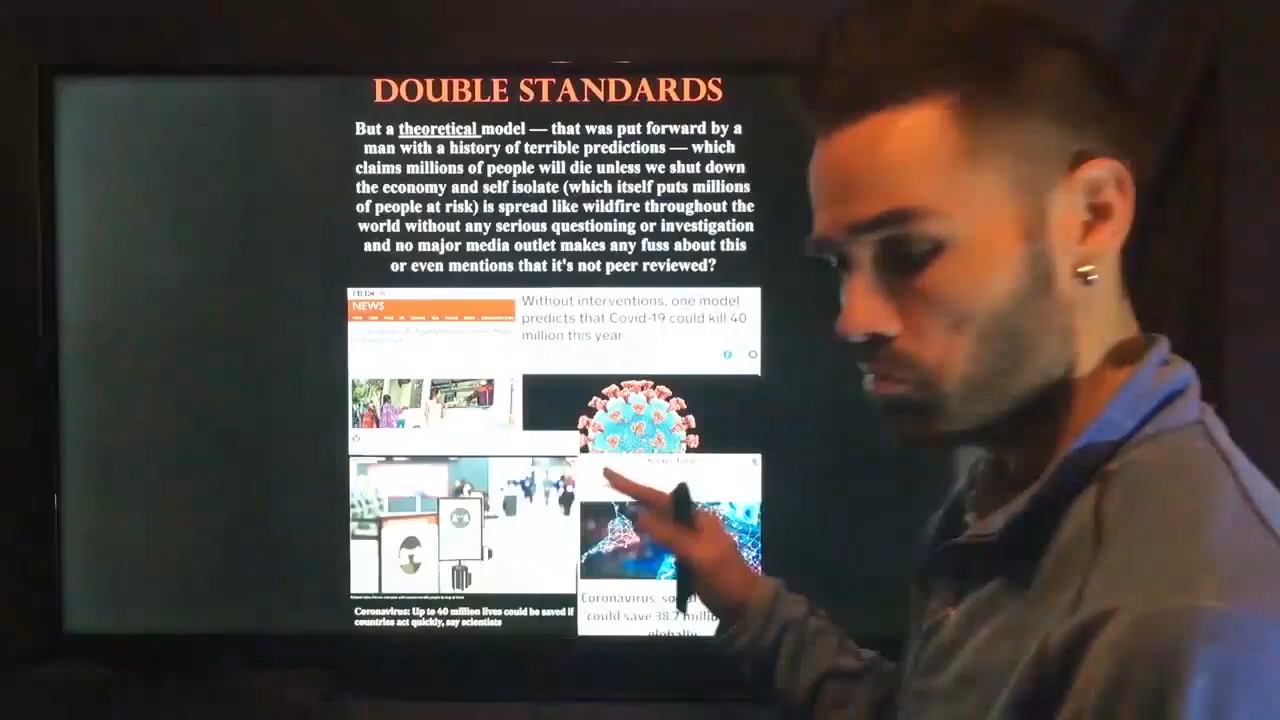 DOUBLE STANDARDS
But a theoretical model — that was put forward by a
man with a history of terrible predictions — which
claims millions of people will die unless we shut down
the economy and self isolate (which itself puts millions
of people at risk) is spread like wildfire throughout the
world without any serious questioning or investigation
and no major media outlet makes any fuss about this
or even mentions that it's not peer reviewed?
NEWS
Without interventions, one model
predicts that Covid-19 could kill 40
million this year
Coronavirus: Up to 40 million lives could be saved if
countries act quickly, say scientists
Coronavirus:
could save 38.7
globally